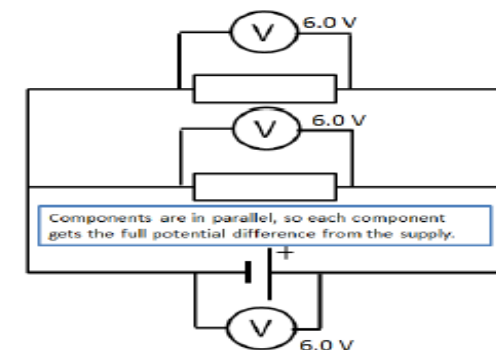 V
6.0 V
V
6.0 V
Components are in parallel, so each component
gets the full potential difference from the supply.
+
V
6.0 V